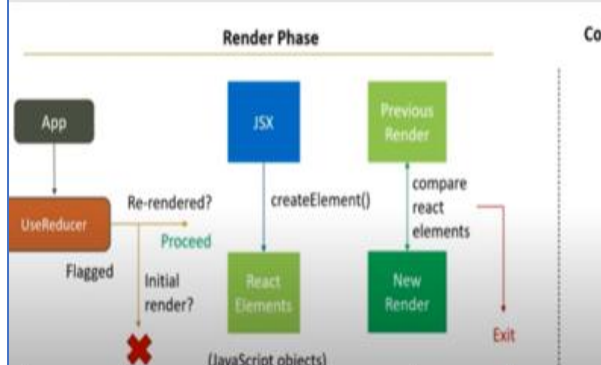 Render Phase
Co
App
UseReducer
Flagged
Re-rendered?
Proceed
Initial
render?
JSX
createElement()
React
Elements
(JavaScript objects)
Previous
Render
compare
react
elements
New
Render
Exit